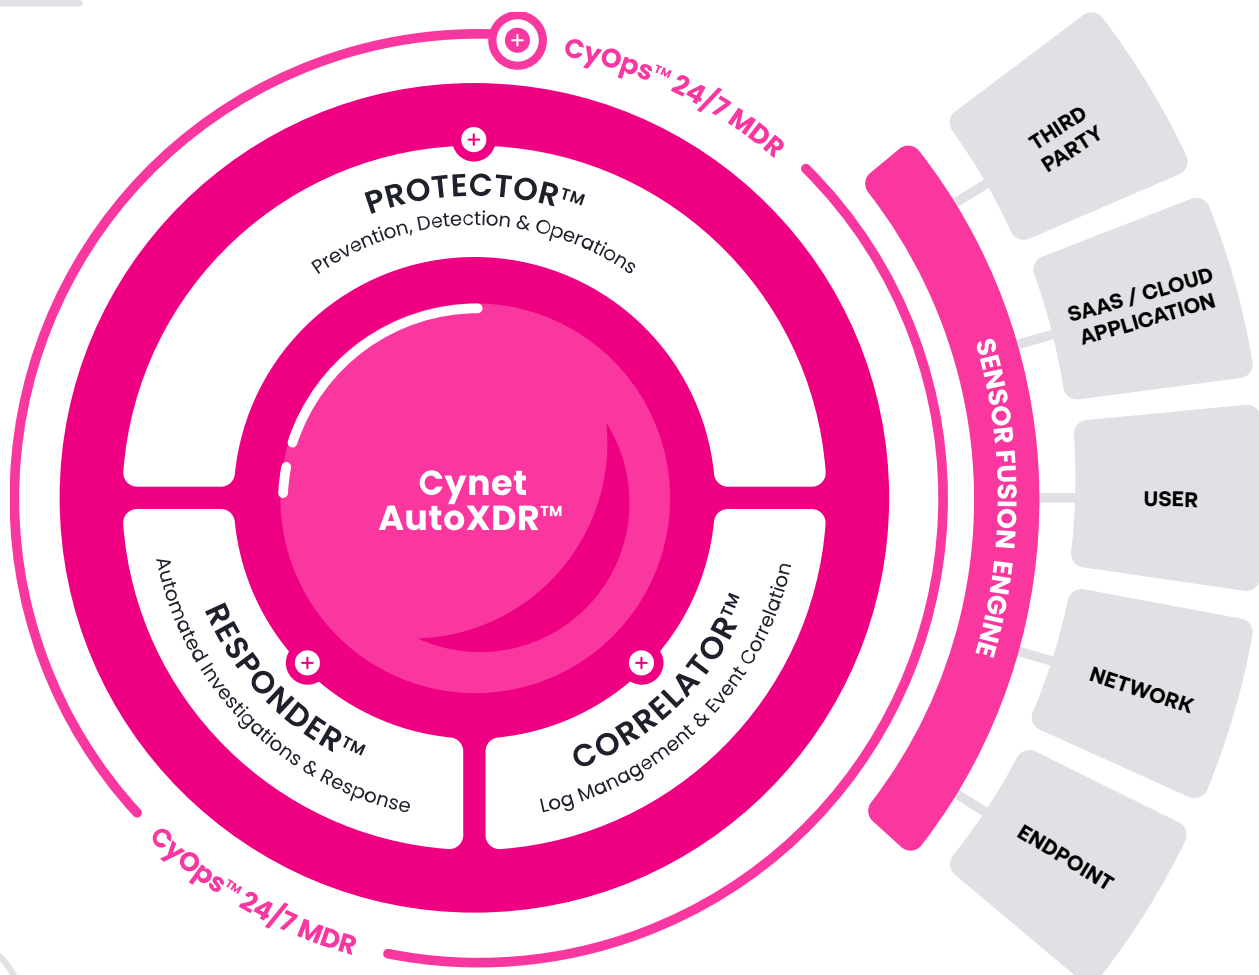 CyOps™ 24/7 MDR
PROTECTOR™
Prevention, Detection & Operations
Cynet
AutoXDR™
RESPONDER™
Automated Investigations & Response
CORRELATOR™
Log Management & Event Correlation
CyOps™ 24/7 MDR
SENSOR FUSION ENGINE
THIRD
PARTY
SAAS / CLOUD
APPLICATION
USER
NETWORK
ENDPOINT